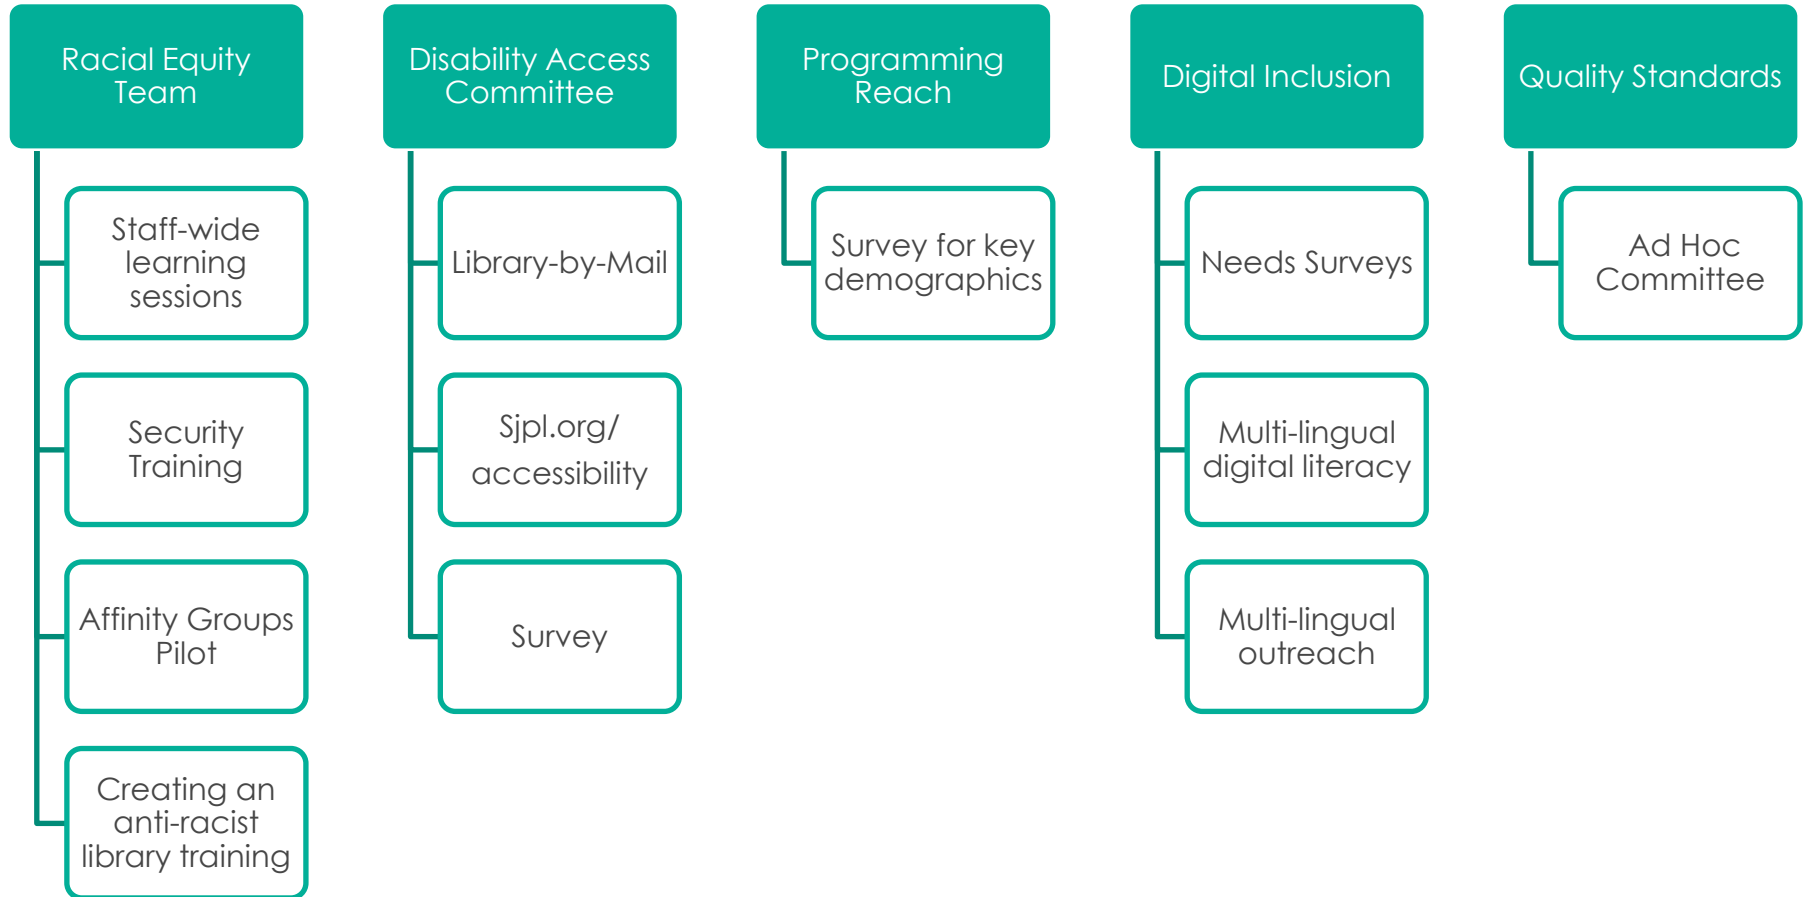 Racial Equity
Team
Staff-wide
learning
sessions
Security
Training
Affinity Groups
Pilot
Creating an
anti-racist
library training
Disability Access
Committee
Library-by-Mail
Sjpl.org/
accessibility
Survey
Programming
Reach
Survey for key
demographics
Digital Inclusion
Needs Surveys
Multi-lingual
digital literacy
Multi-lingual
outreach
Quality Standards
Ad Hoc
Committee